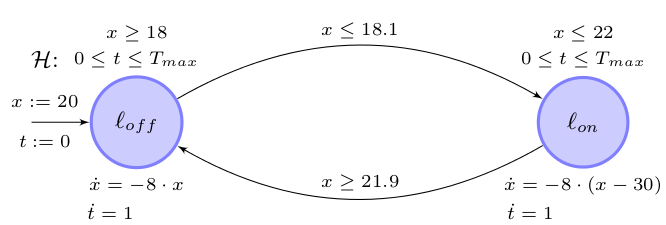 x ≥ 18
ℋ: 0 ≤ t ≤ T_max
x ≤ 18.1
x ≤ 22
0 ≤ t ≤ T_max
x := 20
t := 0
ℓ_off
ℓ_on
x ≥ 21.9
ẋ = −8 · x
ṫ = 1
ẋ = −8 · (x − 30)
ṫ = 1